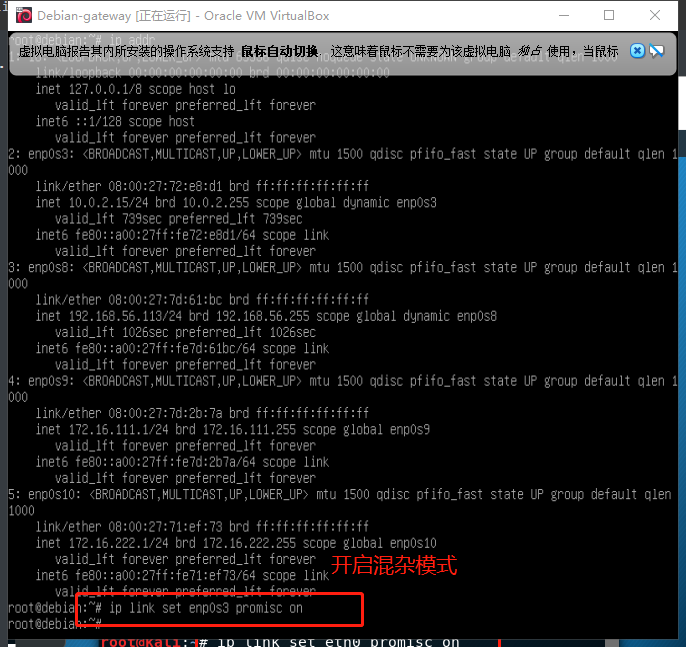 Debian-gateway [正在运行] - Oracle VM VirtualBox
root@debian:~# ip addr
虚拟电脑报告其内所安装的操作系统支持 鼠标自动切换. 这意味着鼠标不需要为该虚拟电脑 独占 使用, 当鼠标
link/loopback 00:00:00:00:00:00 brd 00:00:00:00:00:00
inet 127.0.0.1/8 scope host lo
valid_lft forever preferred_lft forever
inet6 ::1/128 scope host
valid_lft forever preferred_lft forever
2: enp0s3: <BROADCAST,MULTICAST,UP,LOWER_UP> mtu 1500 qdisc pfifo_fast state UP group default qlen 1
000
link/ether 08:00:27:72:e8:d1 brd ff:ff:ff:ff:ff:ff
inet 10.0.2.15/24 brd 10.0.2.255 scope global dynamic enp0s3
valid_lft 739sec preferred_lft 739sec
inet6 fe80::a00:27ff:fe72:e8d1/64 scope link
valid_lft forever preferred_lft forever
3: enp0s8: <BROADCAST,MULTICAST,UP,LOWER_UP> mtu 1500 qdisc pfifo_fast state UP group default qlen 1
000
link/ether 08:00:27:7d:61:bc brd ff:ff:ff:ff:ff:ff
inet 192.168.56.113/24 brd 192.168.56.255 scope global dynamic enp0s8
valid_lft 1026sec preferred_lft 1026sec
inet6 fe80::a00:27ff:fe7d:61bc/64 scope link
valid_lft forever preferred_lft forever
4: enp0s9: <BROADCAST,MULTICAST,UP,LOWER_UP> mtu 1500 qdisc pfifo_fast state UP group default qlen 1
000
link/ether 08:00:27:7d:2b:7a brd ff:ff:ff:ff:ff:ff
inet 172.16.111.1/24 brd 172.16.111.255 scope global enp0s9
valid_lft forever preferred_lft forever
inet6 fe80::a00:27ff:fe7d:2b7a/64 scope link
valid_lft forever preferred_lft forever
5: enp0s10: <BROADCAST,MULTICAST,UP,LOWER_UP> mtu 1500 qdisc pfifo_fast state UP group default qlen
1000
link/ether 08:00:27:71:ef:73 brd ff:ff:ff:ff:ff:ff
inet 172.16.222.1/24 brd 172.16.222.255 scope global enp0s10
valid_lft forever preferred_lft forever
开启混杂模式
inet6 fe80::a00:27ff:fe71:ef73/64 scope link
valid_lft forever preferred_lft forever
root@debian:~# ip link set enp0s3 promisc on
root@debian:~#
root@kali:~# ip link set eth0 promisc on